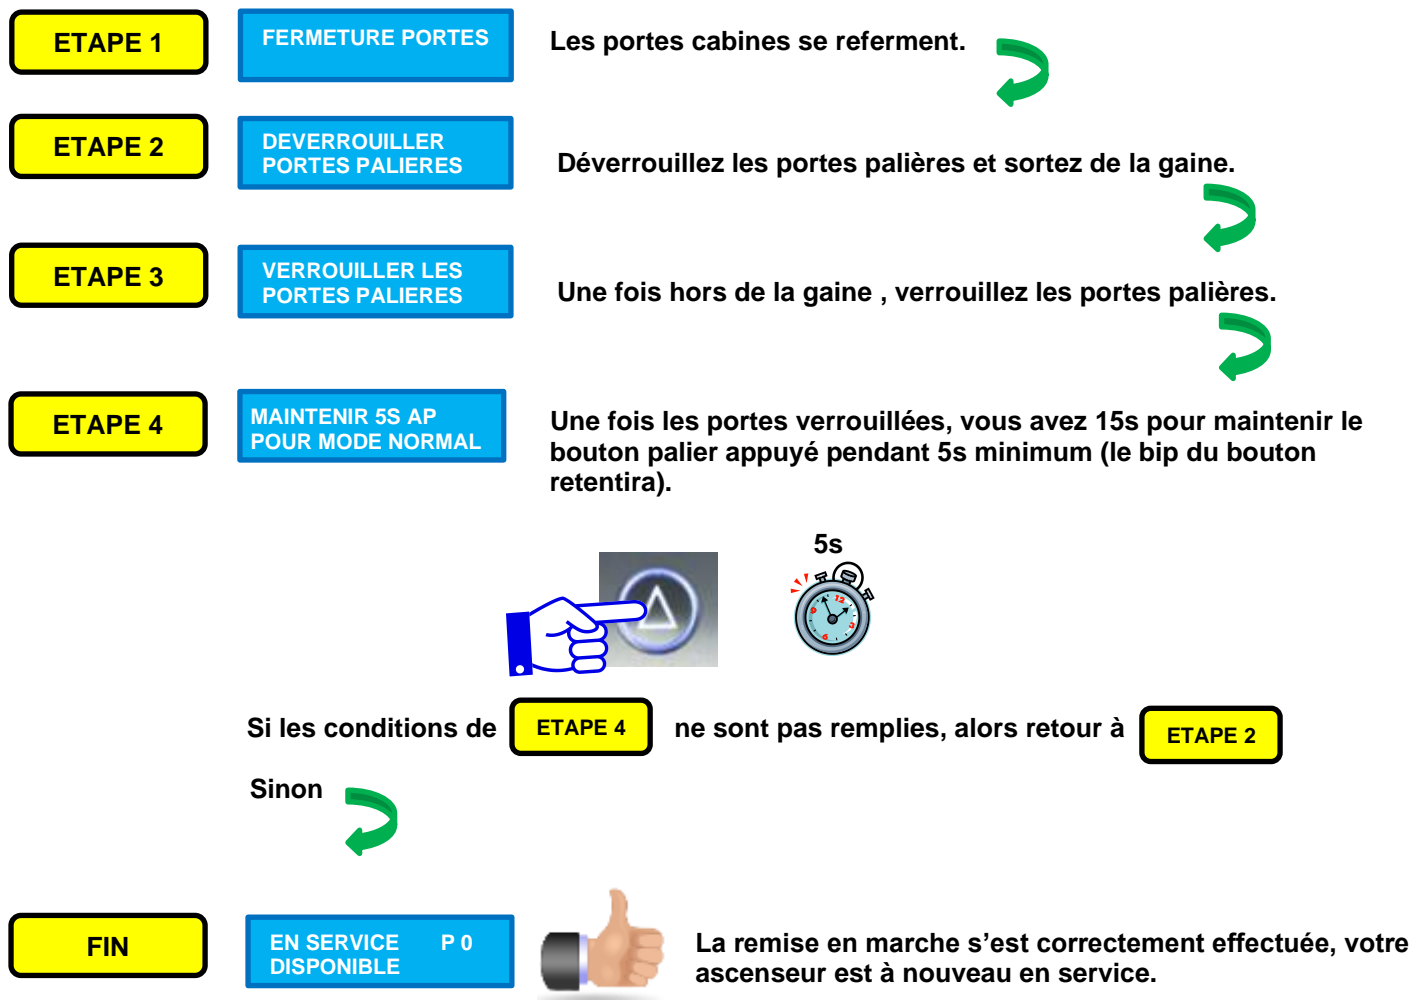 ETAPE 1
FERMETURE PORTES
Les portes cabines se referment.
ETAPE 2
DEVERROUILLER
PORTES PALIERES
Déverrouillez les portes palières et sortez de la gaine.
ETAPE 3
VERROUILLER LES
PORTES PALIERES
Une fois hors de la gaine , verrouillez les portes palières.
ETAPE 4
MAINTENIR 5S AP
POUR MODE NORMAL
Une fois les portes verrouillées, vous avez 15s pour maintenir le
bouton palier appuyé pendant 5s minimum (le bip du bouton
retentira).
5s
12
3
6
9
Si les conditions de ETAPE 4 ne sont pas remplies, alors retour à ETAPE 2
Sinon
FIN
EN SERVICE P 0
DISPONIBLE
La remise en marche s’est correctement effectuée, votre
ascenseur est à nouveau en service.